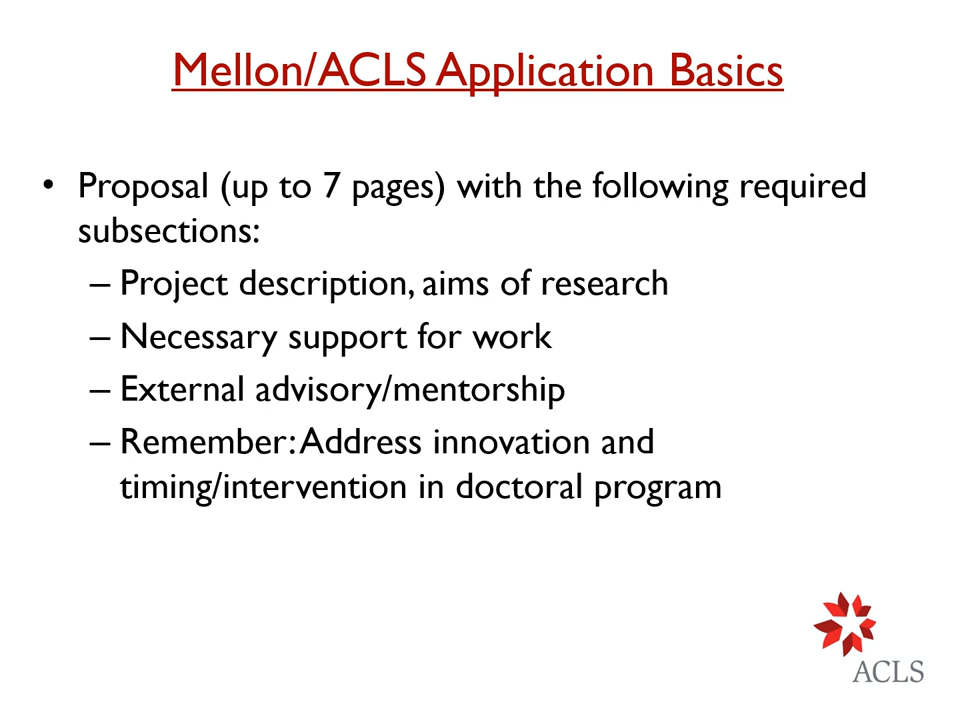 Mellon/ACLS Application Basics
• Proposal (up to 7 pages) with the following required
subsections:
– Project description, aims of research
– Necessary support for work
– External advisory/mentorship
– Remember: Address innovation and
timing/intervention in doctoral program
ACLS